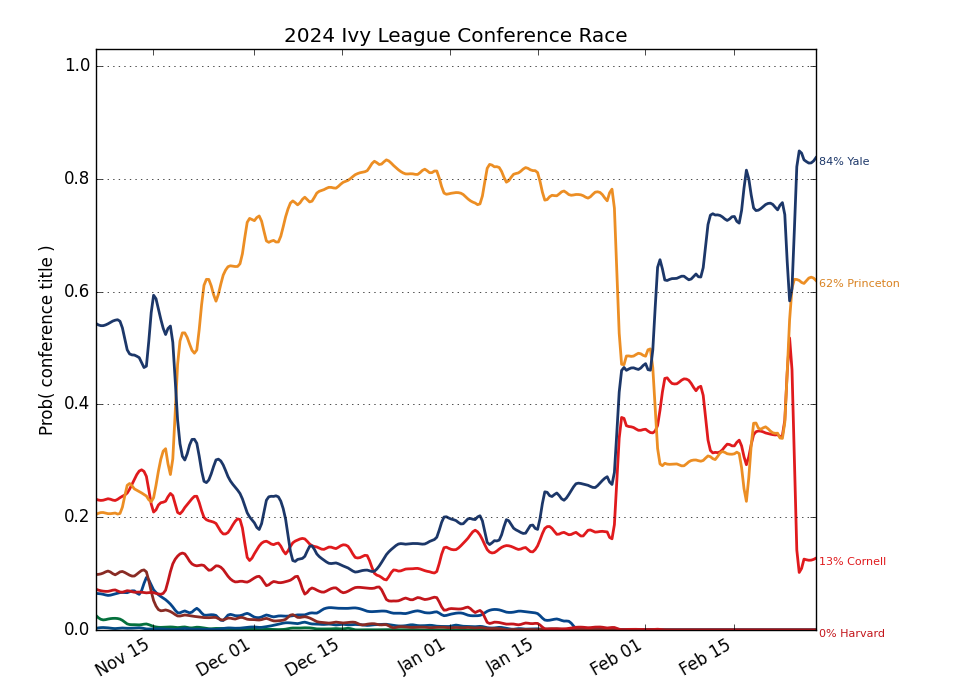 2024 Ivy League Conference Race
Prob( conference title )
1.0
0.8
0.6
0.4
0.2
0.0
Nov 15
Dec 01
Dec 15
Jan 01
Jan 15
Feb 01
Feb 15
84% Yale
62% Princeton
13% Cornell
0% Harvard